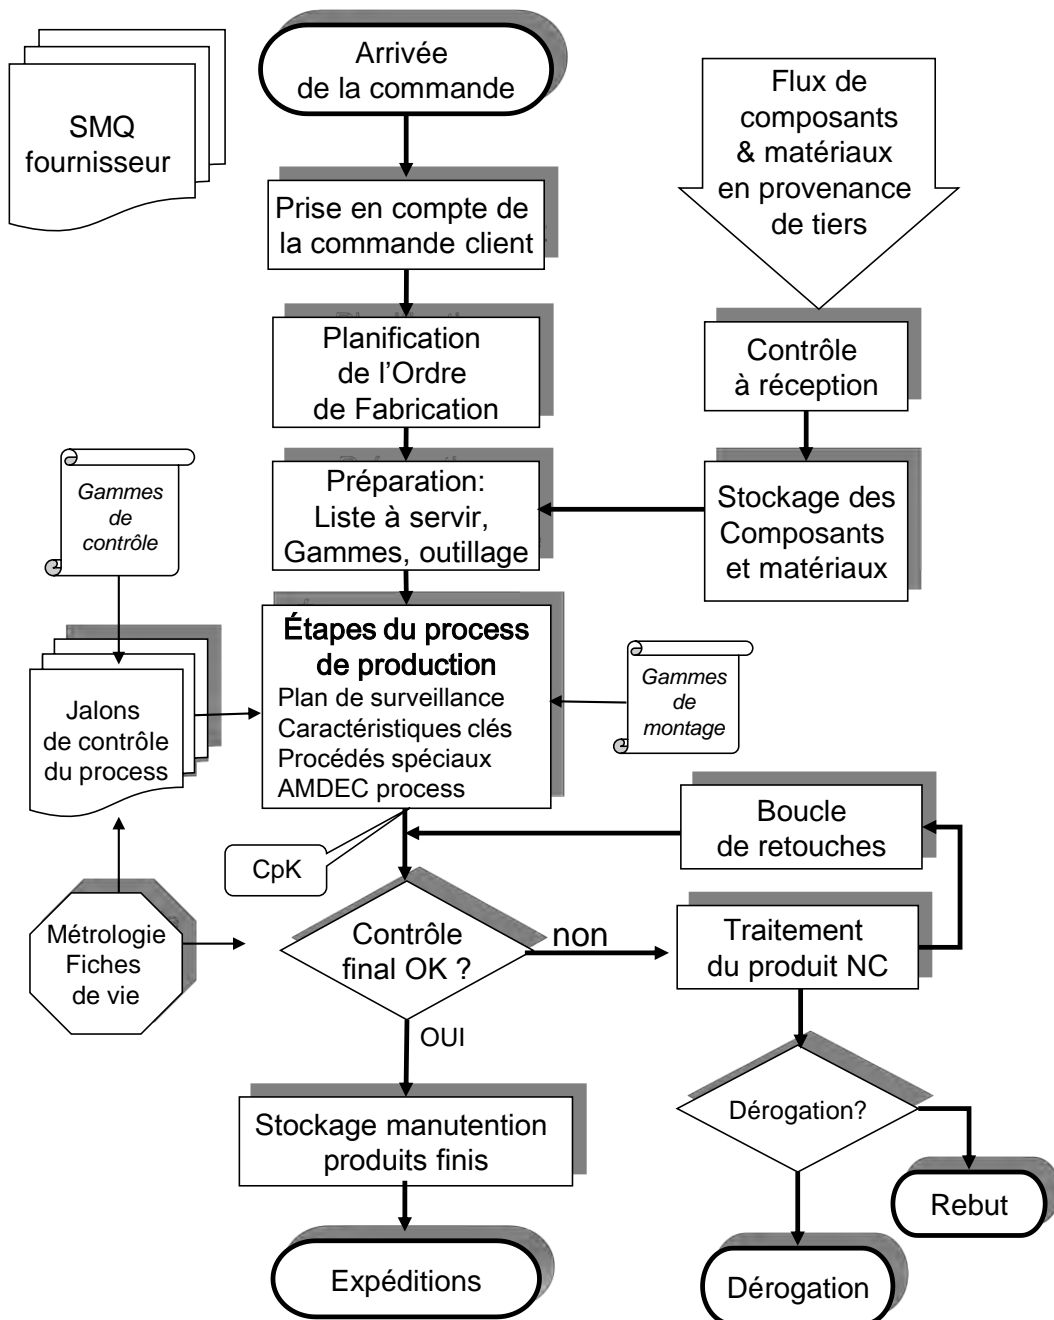 SMQ
fournisseur
Arrivée
de la commande
Flux de
composants
& matériaux
en provenance
de tiers
Prise en compte de
la commande client
Planification
de l’Ordre
de Fabrication
Contrôle
à réception
Préparation:
Liste à servir,
Gammes, outillage
Stockage des
Composants
et matériaux
Gammes
de
contrôle
Étapes du process
de production
Plan de surveillance
Caractéristiques clés
Procédés spéciaux
AMDEC process
Gammes
de
montage
Jalons
de contrôle
du process
Boucle
de retouches
CpK
Métrologie
Fiches
de vie
Contrôle
final OK ?
non
Traitement
du produit NC
OUI
Dérogation?
Stockage manutention
produits finis
Rebut
Expéditions
Dérogation